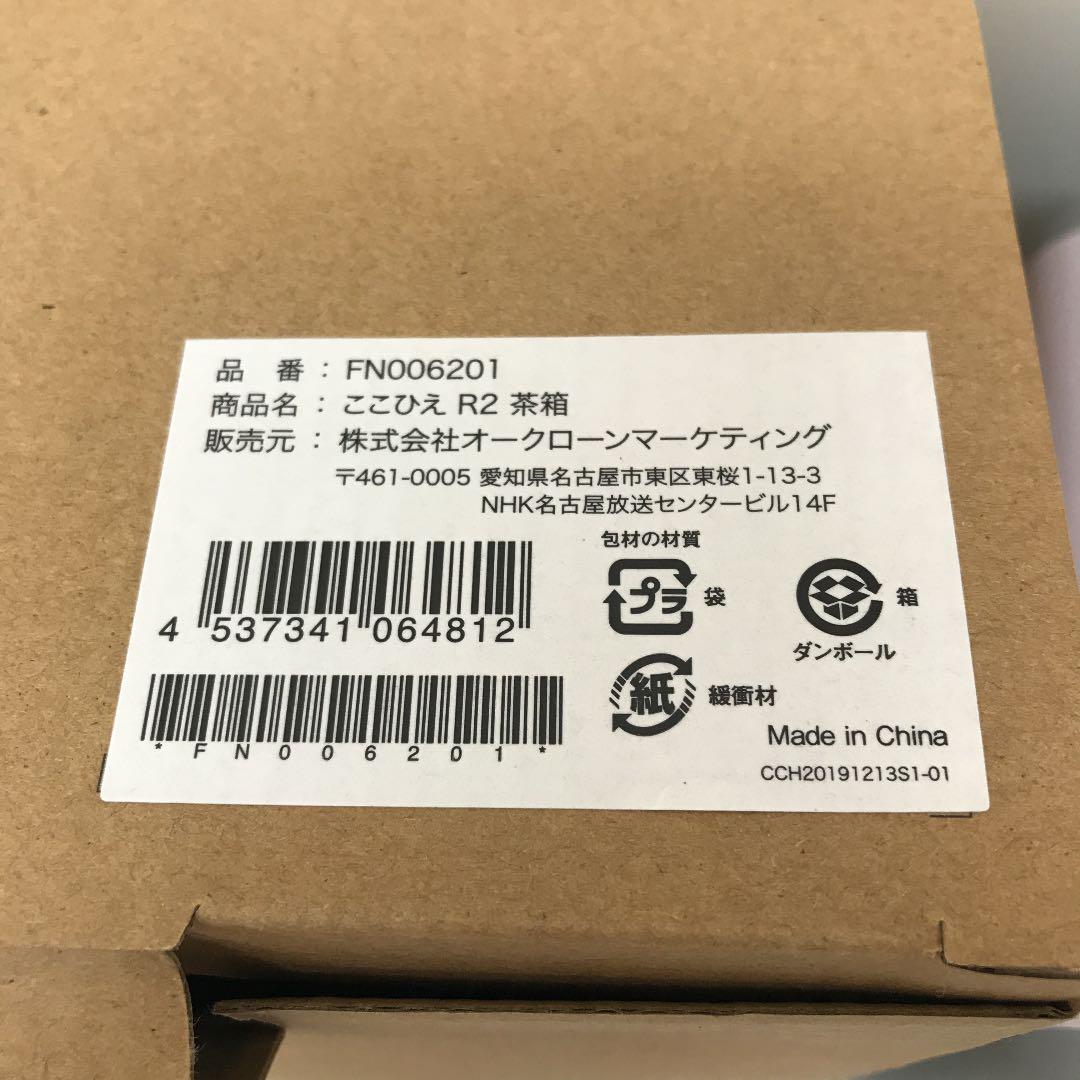 品 番 : FN006201
商品名 : ここひえ R2 茶箱
販売元 : 株式会社オークローンマーケティング
〒461-0005 愛知県名古屋市東区東桜1-13-3
NHK名古屋放送センタービル14F
包材の材質
プラ 袋
箱
ダンボール
紙 緩衝材
4 537341 064812
*FN006201*
Made in China
CCH20191213S1-01